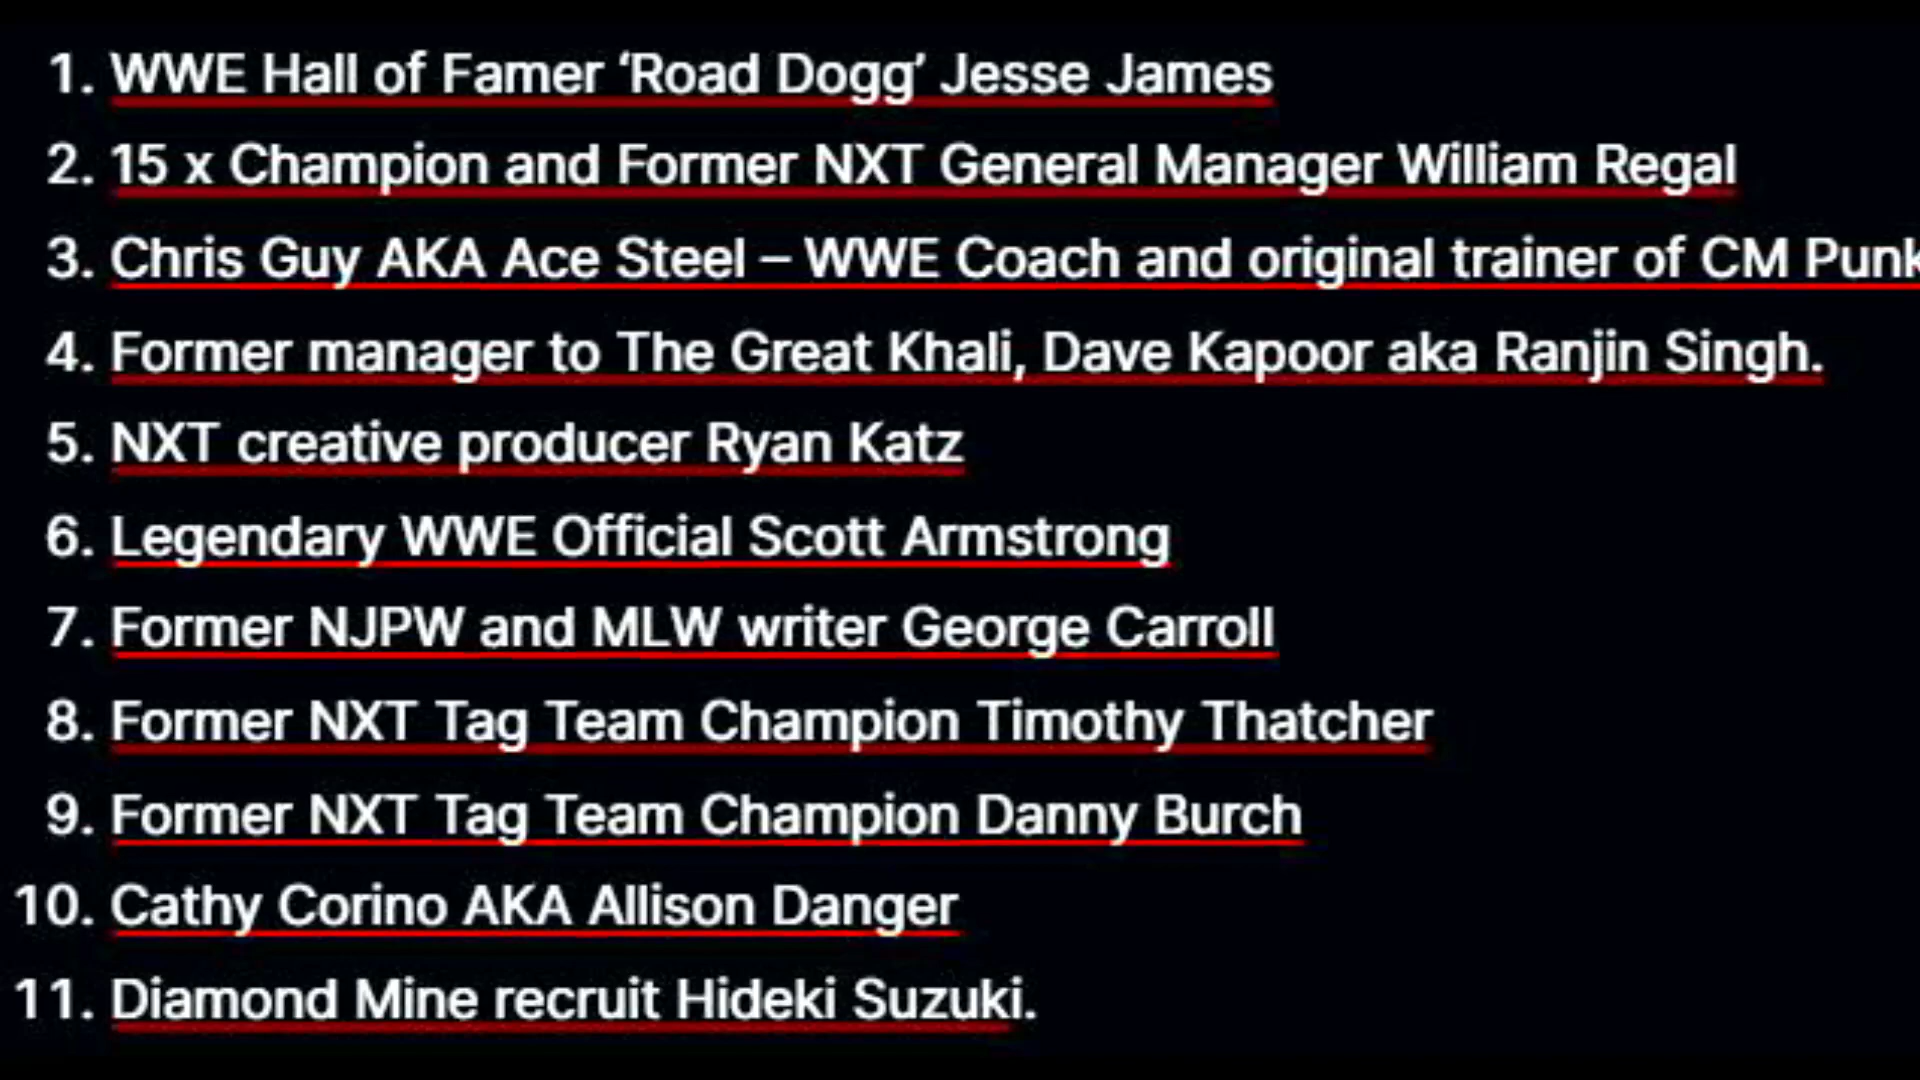 1. WWE Hall of Famer ‘Road Dogg’ Jesse James
2. 15 x Champion and Former NXT General Manager William Regal
3. Chris Guy AKA Ace Steel – WWE Coach and original trainer of CM Punk
4. Former manager to The Great Khali, Dave Kapoor aka Ranjin Singh.
5. NXT creative producer Ryan Katz
6. Legendary WWE Official Scott Armstrong
7. Former NJPW and MLW writer George Carroll
8. Former NXT Tag Team Champion Timothy Thatcher
9. Former NXT Tag Team Champion Danny Burch
10. Cathy Corino AKA Allison Danger
11. Diamond Mine recruit Hideki Suzuki.